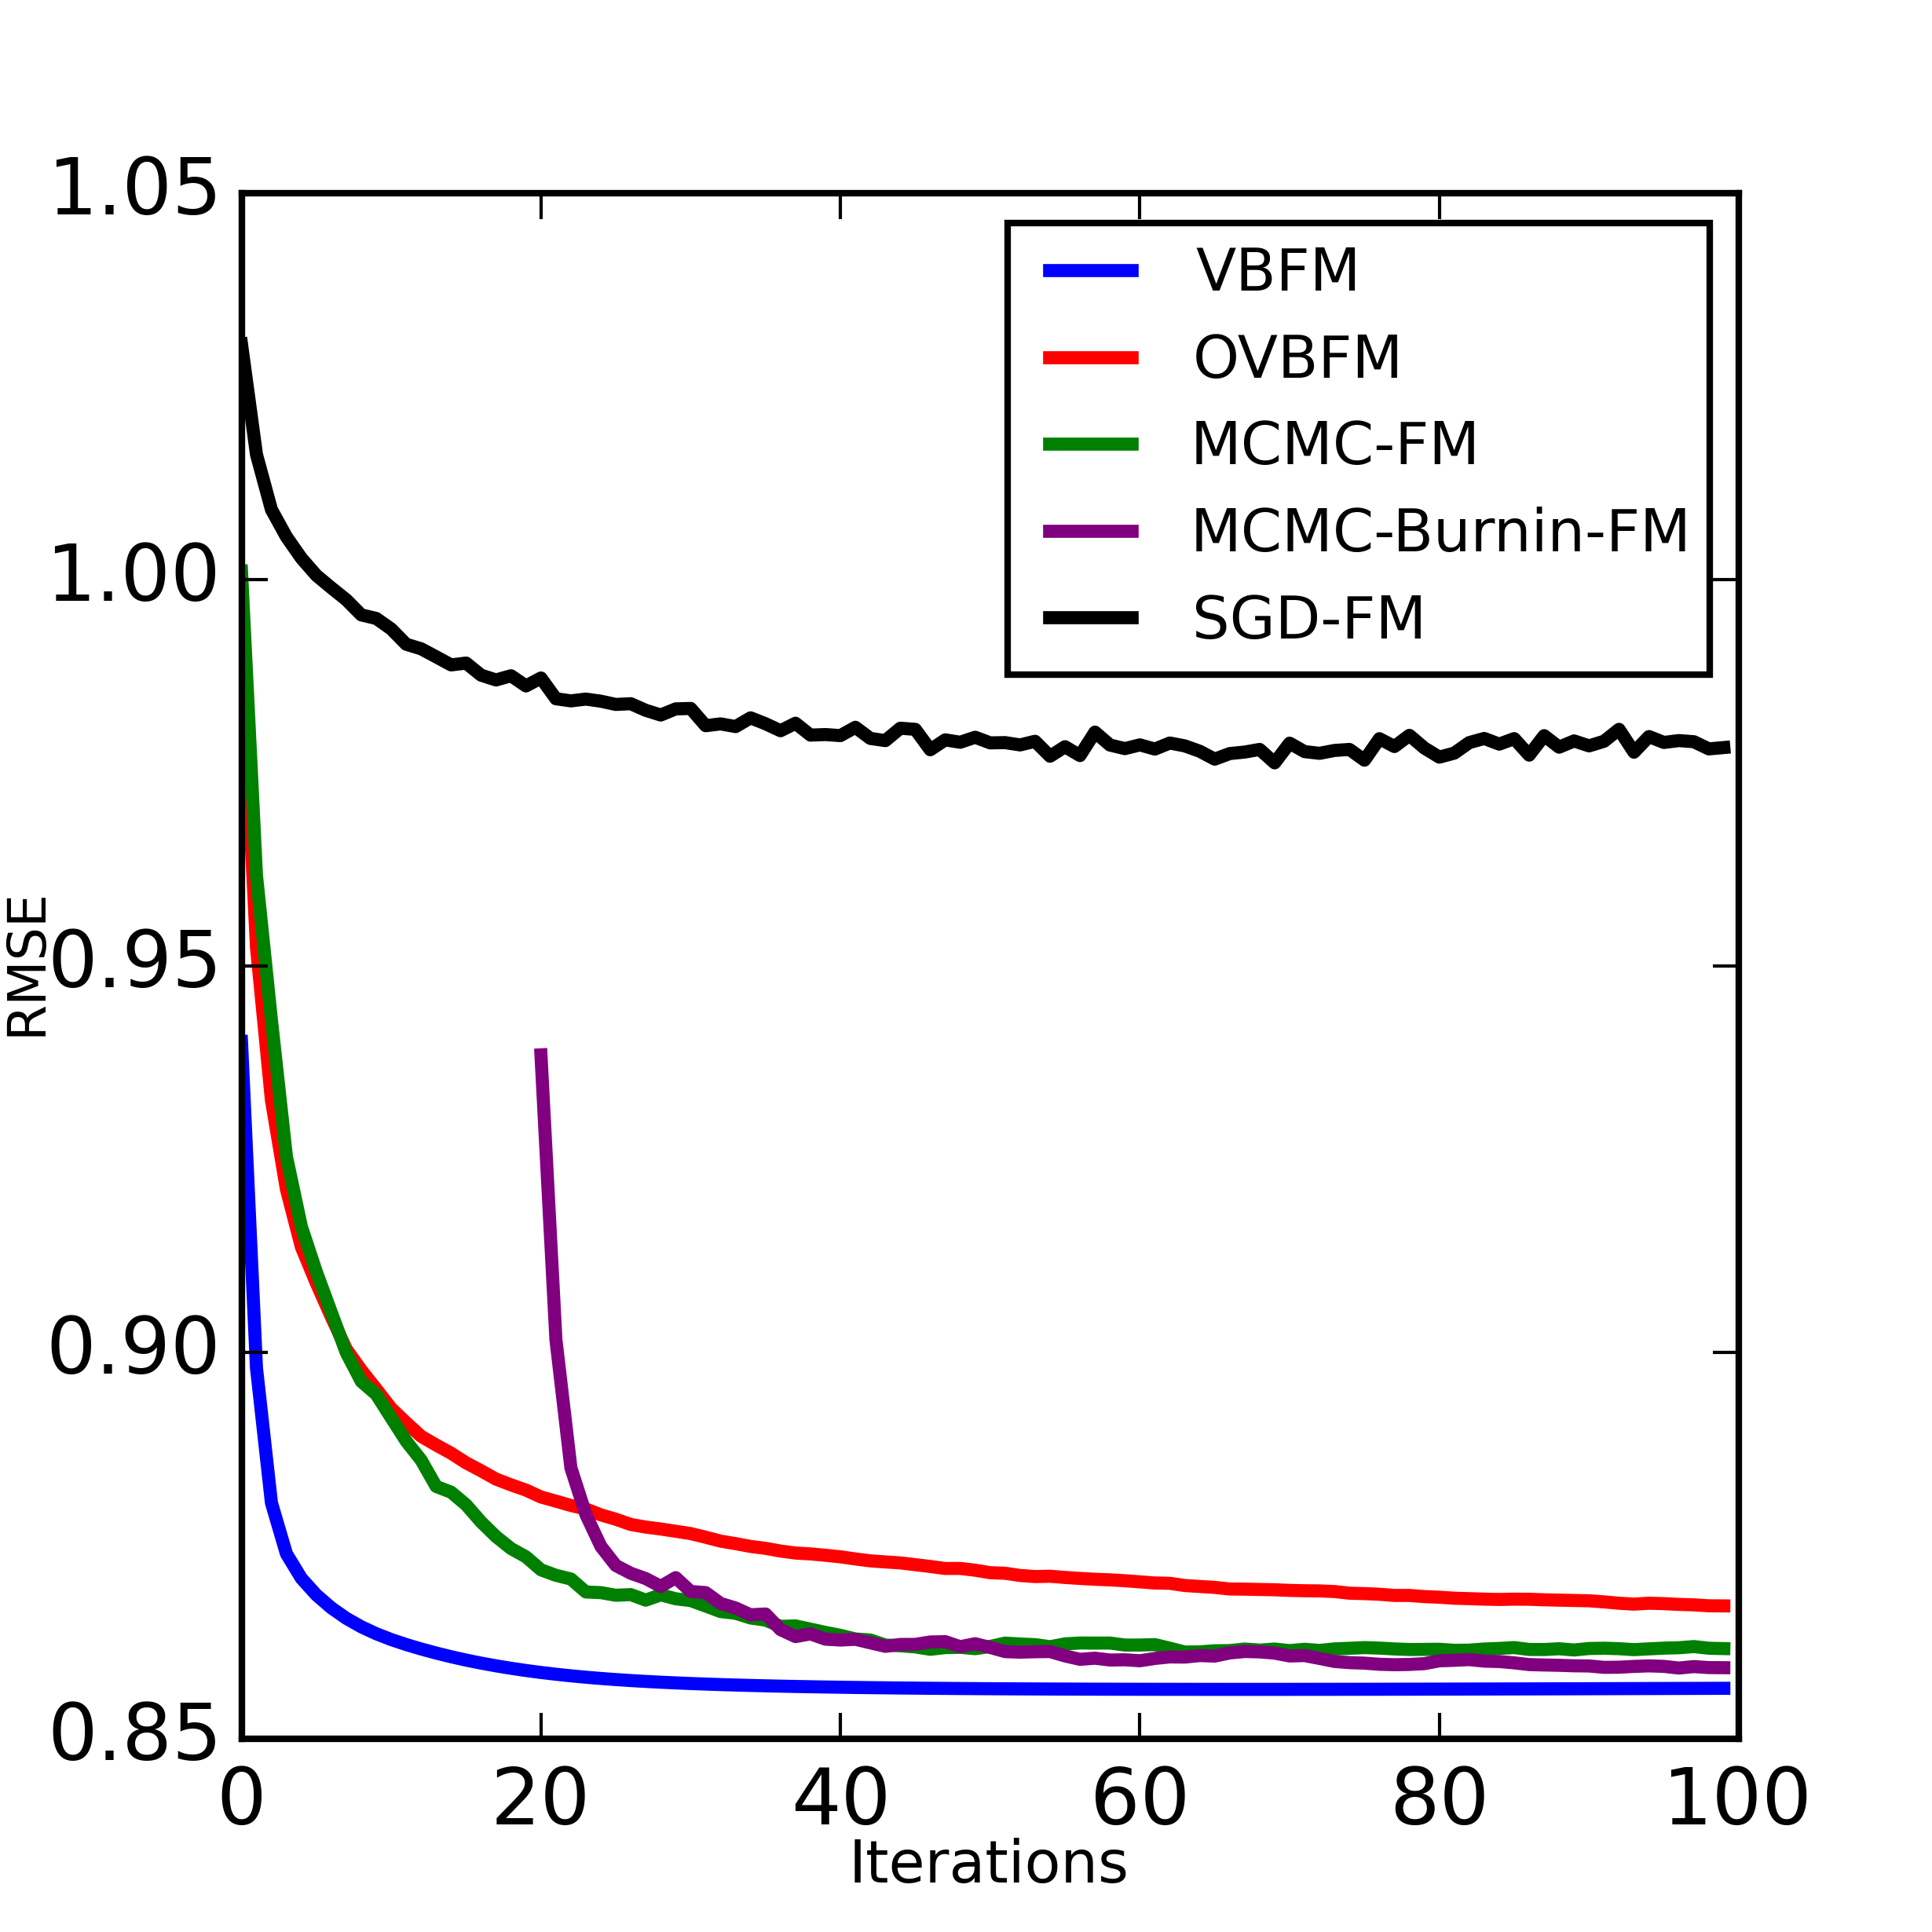 1.05
1.00
0.95
0.90
0.85
RMSE
VBFM
OVBFM
MCMC-FM
MCMC-Burnin-FM
SGD-FM
0 20 40 60 80 100
Iterations